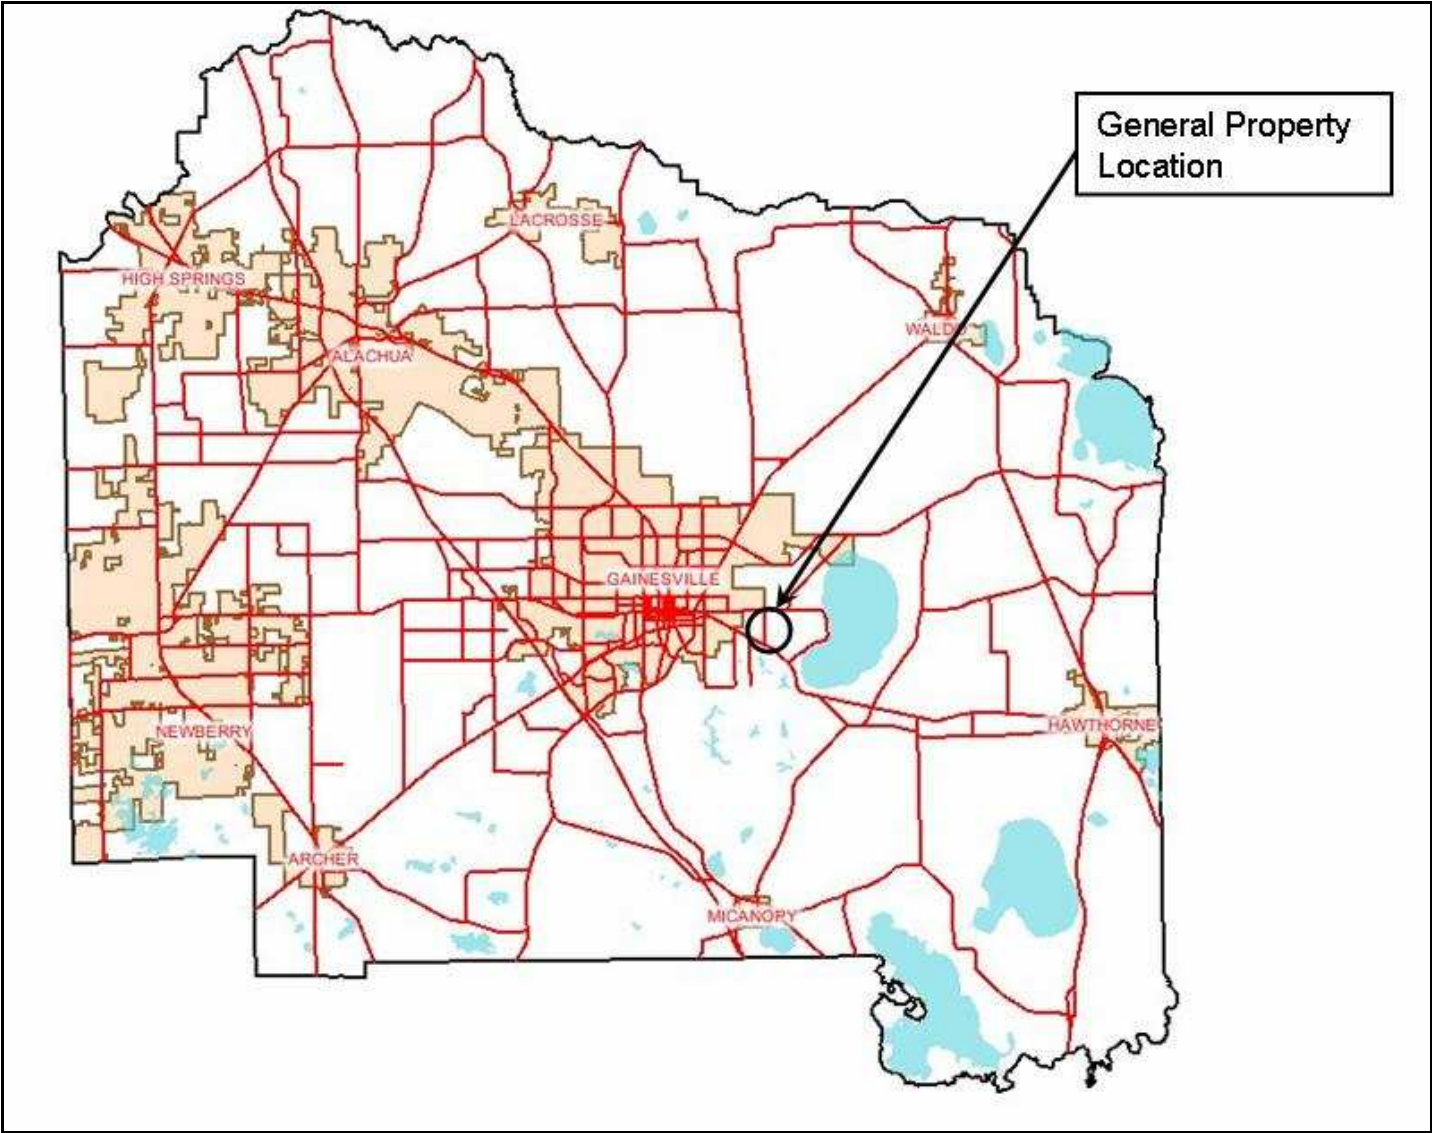 General Property
Location
LACROSSE
HIGH SPRINGS
WALDO
ALACHUA
GAINESVILLE
HAWTHORNE
NEWBERRY
ARCHER
MICANOPY